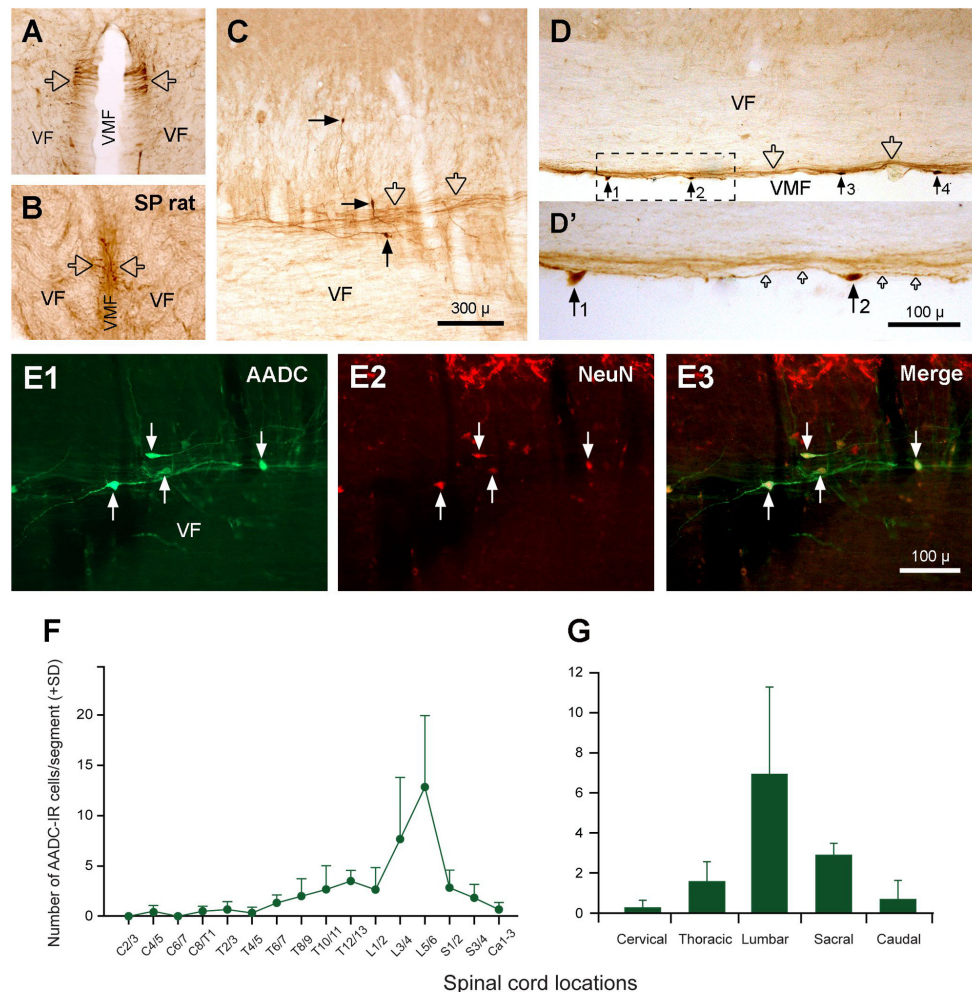 A
VF
VMF
VF
B
SP rat
VF
VMF
VF
C
VF
300 µ
D
VF
VMF
1
2
3
4
D’
1
2
100 µ
E1
AADC
VF
E2
NeuN
E3
Merge
100 µ
F
Number of AADC-IR cells/segment (+SD)
20
15
10
5
0
C2/3
C4/5
C6/7
C8/T1
T2/3
T4/5
T6/7
T8/9
T10/11
T12/13
L1/2
L3/4
L5/6
S1/2
S3/4
Ca1-3
G
12
10
8
6
4
2
0
Cervical
Thoracic
Lumbar
Sacral
Caudal
Spinal cord locations